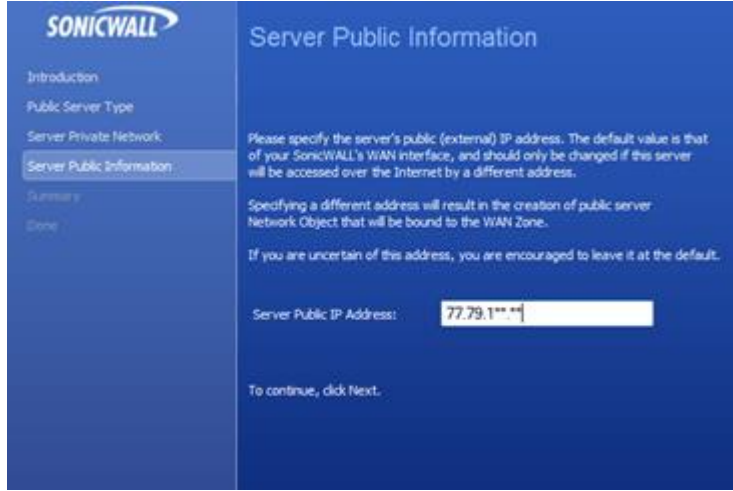 SONICWALL
Introduction
Public Server Type
Server Private Network
Server Public Information
Summary
Done
Server Public Information
Please specify the server's public (external) IP address. The default value is that
of your SonicWALL's WAN interface, and should only be changed if this server
will be accessed over the Internet by a different address.
Specifying a different address will result in the creation of public server
Network Object that will be bound to the WAN Zone.
If you are uncertain of this address, you are encouraged to leave it at the default.
Server Public IP Address: 77.79.1**.**
To continue, click Next.